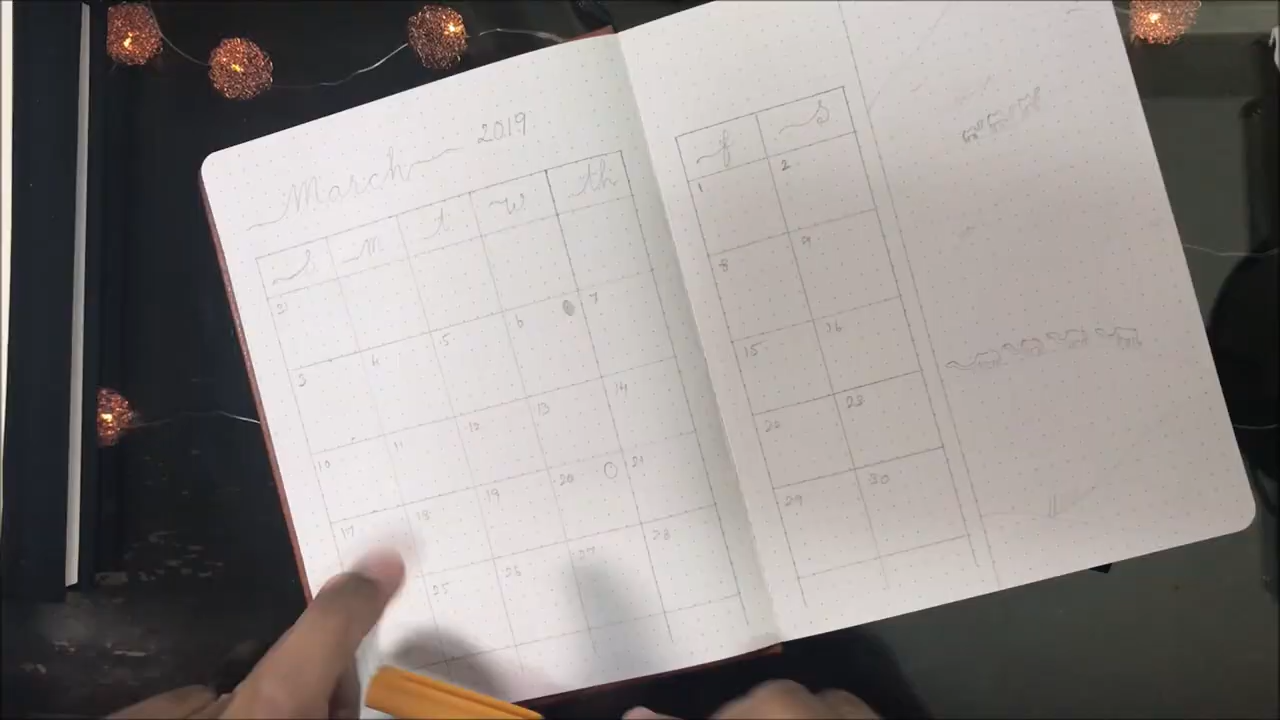 March 2019
S m t w th f S
31 1 2
3 4 5 6 7 8 9
10 11 12 13 14 15 16
17 18 19 20 21 22 23
25 26 27 28 29 30